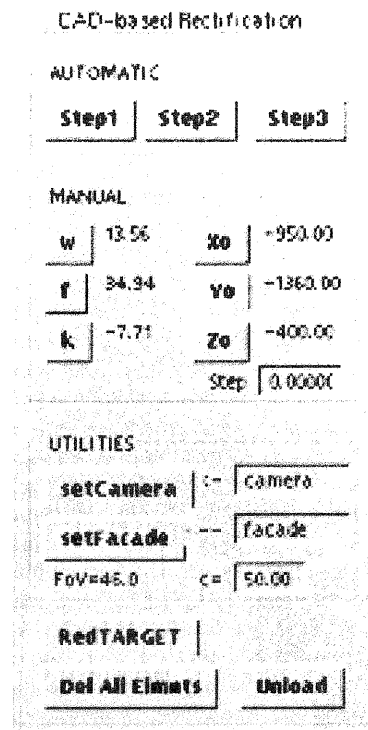 CAD-based Rectification
AUTOMATIC
Step1 Step2 Step3
MANUAL
w 13.56 Xo -950.00
f 34.94 Yo -1360.00
k -7.71 Zo -400.00
Step 0.0000(
UTILITIES
setCamera :- camera
setFacade -- facade
FoV=46.0 c= 50.00
RedTARGET
Del All Elmnts Unload